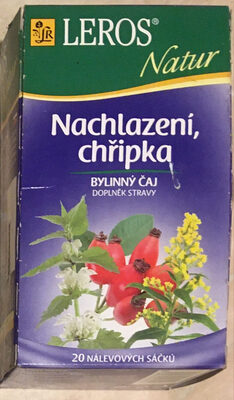 LEROS®
Natur
Nachlazení,
chřipka
BYLINNÝ ČAJ
DOPLNĚK STRAVY
20 NÁLEVOVÝCH SÁČKŮ